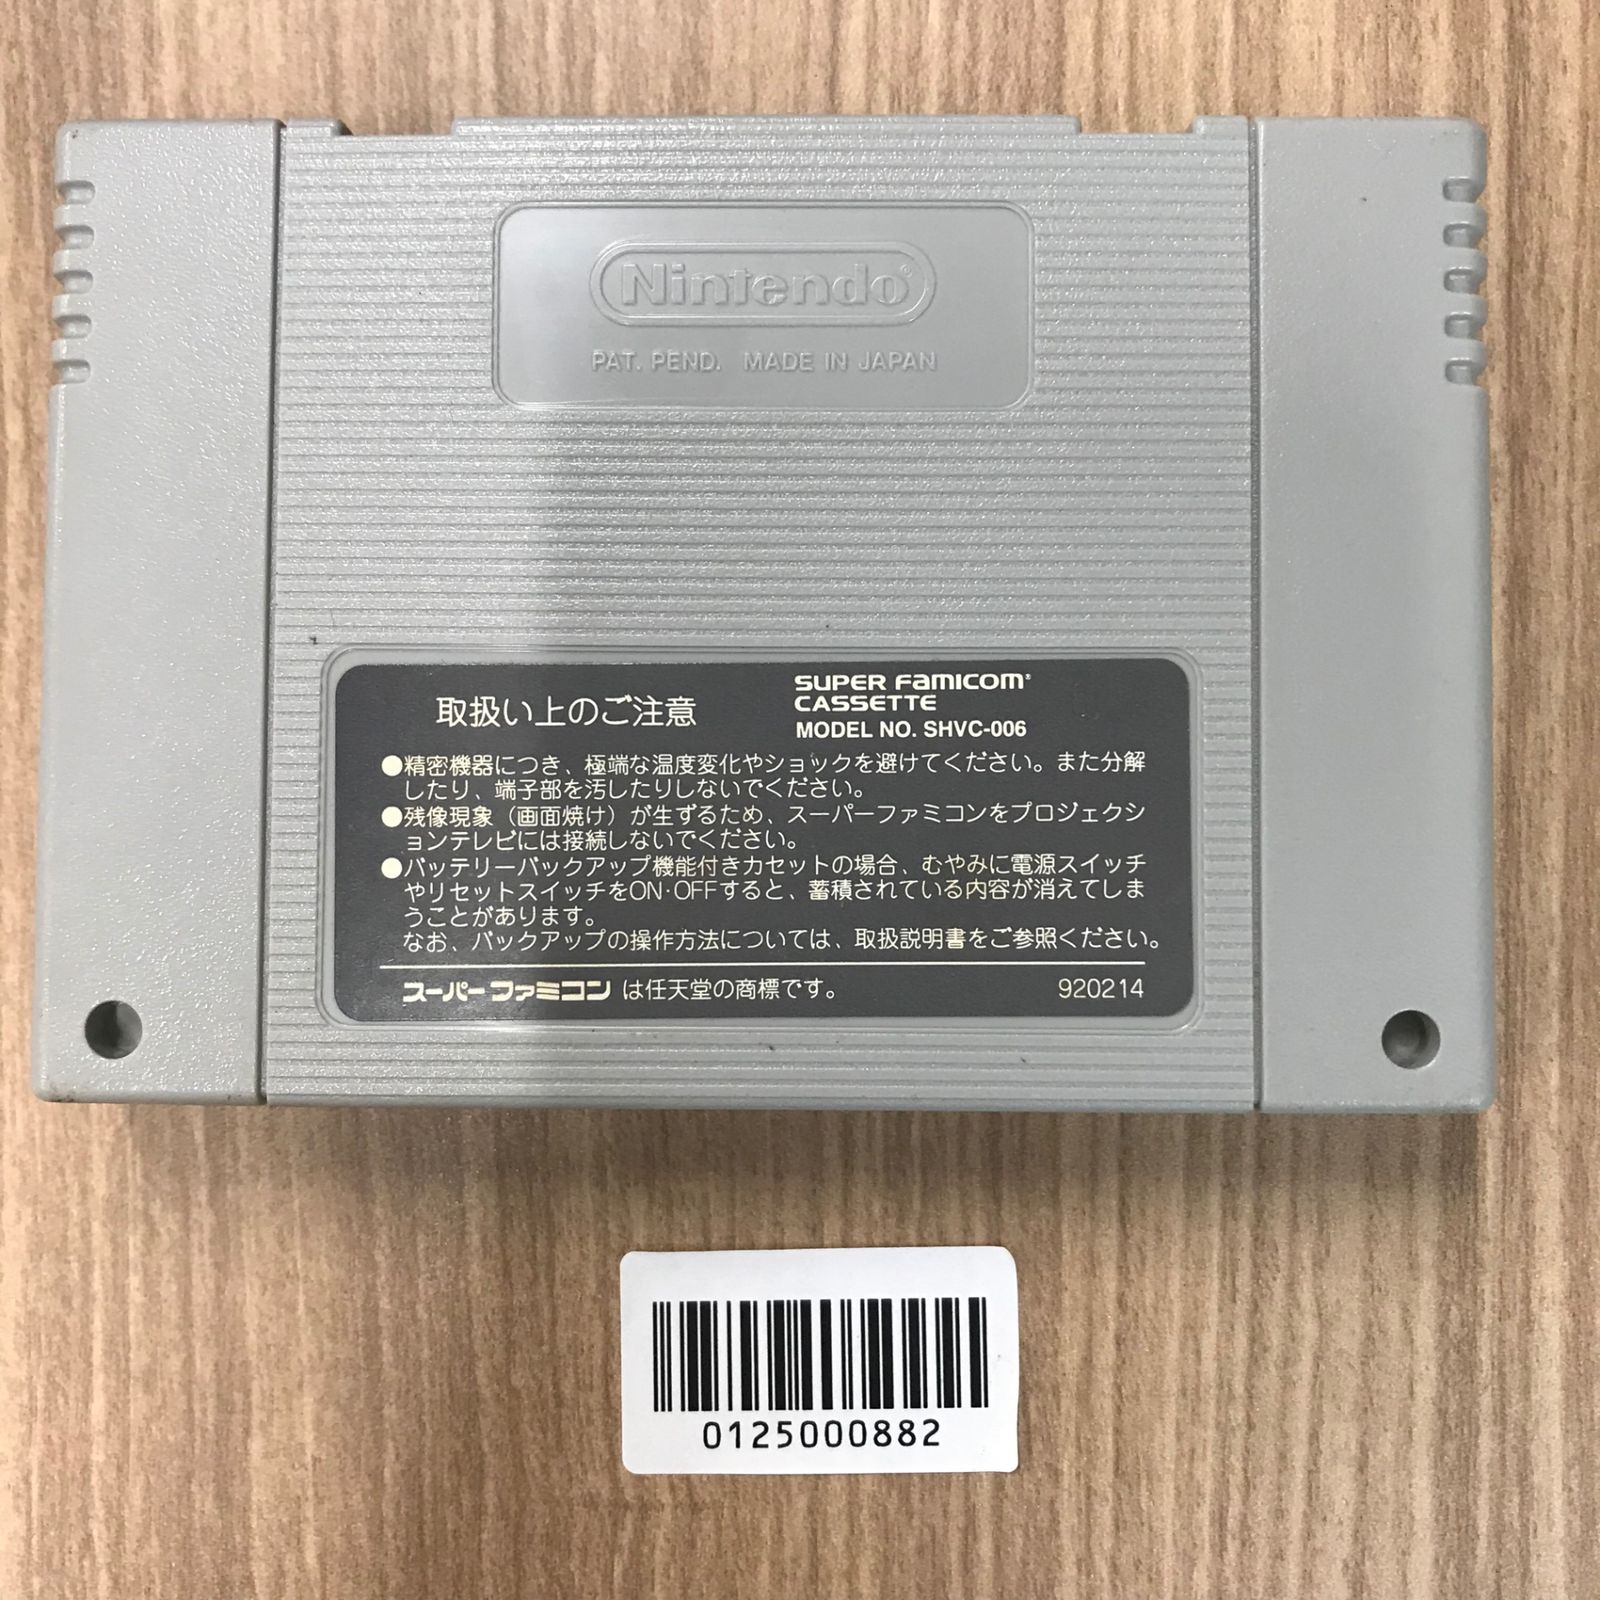 Nintendo®
PAT. PEND. MADE IN JAPAN
取扱い上のご注意
SUPER FAMICOM®
CASSETTE
MODEL NO. SHVC-006
●精密機器につき、極端な温度変化やショックを避けてください。また分解
したり、端子部を汚したりしないでください。
●残像現象（画面焼け）が生ずるため、スーパーファミコンをプロジェクシ
ョンテレビには接続しないでください。
●バッテリーバックアップ機能付きカセットの場合、むやみに電源スイッチ
やリセットスイッチをON·OFFすると、蓄積されている内容が消えてしま
うことがあります。
なお、バックアップの操作方法については、取扱説明書をご参照ください。
スーパーファミコン は任天堂の商標です。 920214
0125000882